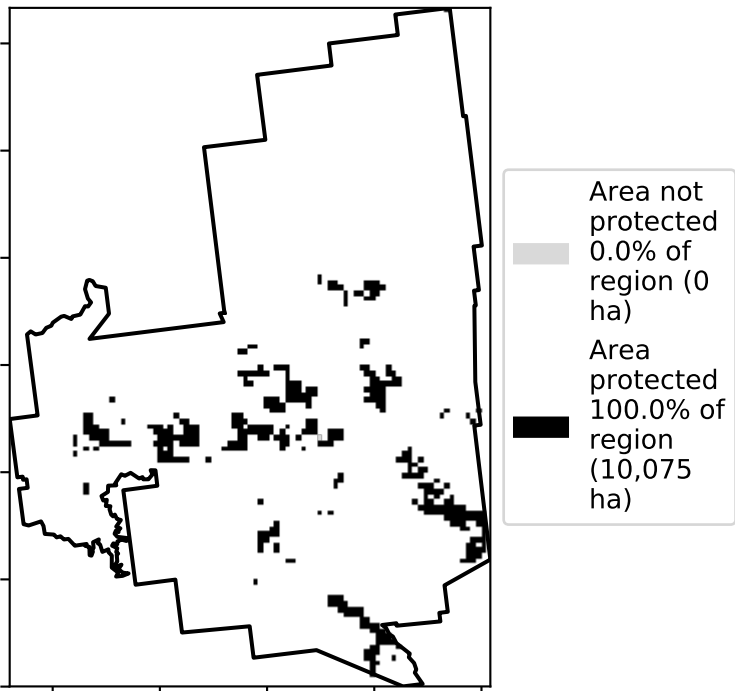 Area not
protected
0.0% of
region (0
ha)
Area
protected
100.0% of
region
(10,075
ha)